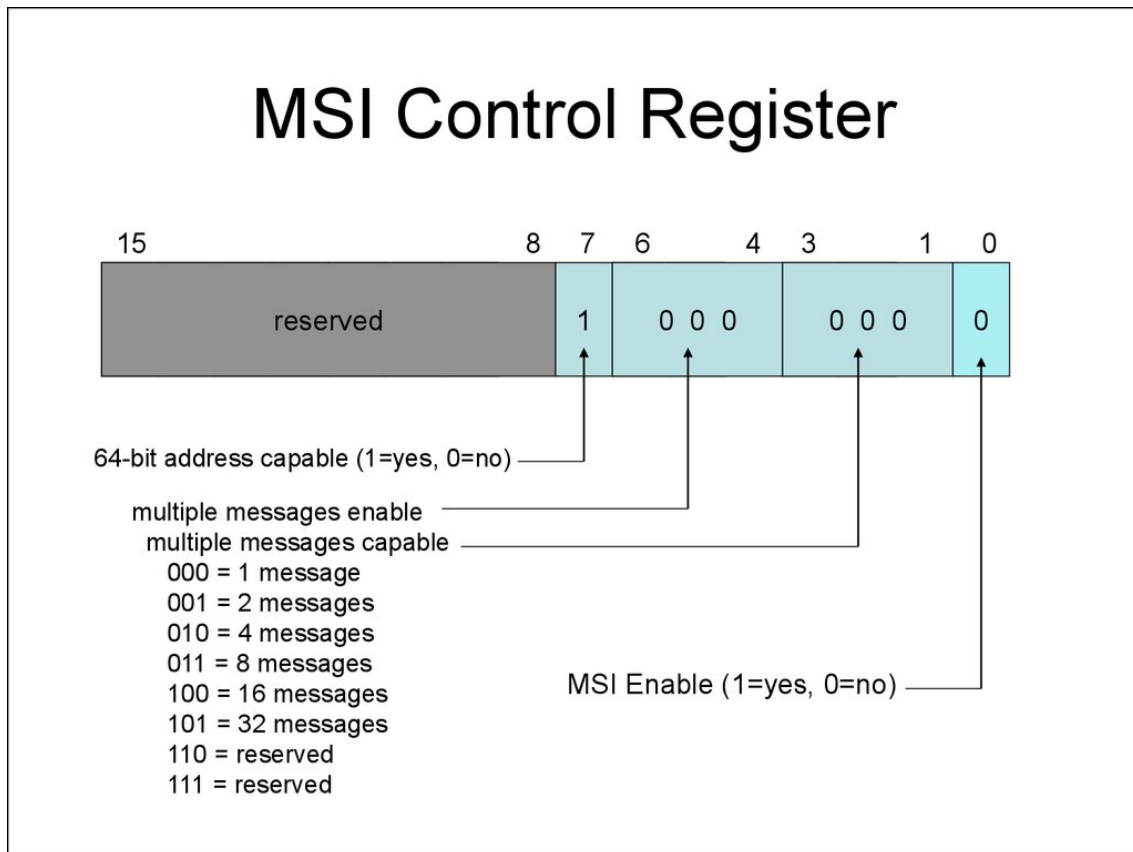 MSI Control Register
15 8 7 6 4 3 1 0
reserved 1 0 0 0 0 0 0 0
64-bit address capable (1=yes, 0=no)
multiple messages enable
multiple messages capable
000 = 1 message
001 = 2 messages
010 = 4 messages
011 = 8 messages
100 = 16 messages
101 = 32 messages
110 = reserved
111 = reserved
MSI Enable (1=yes, 0=no)